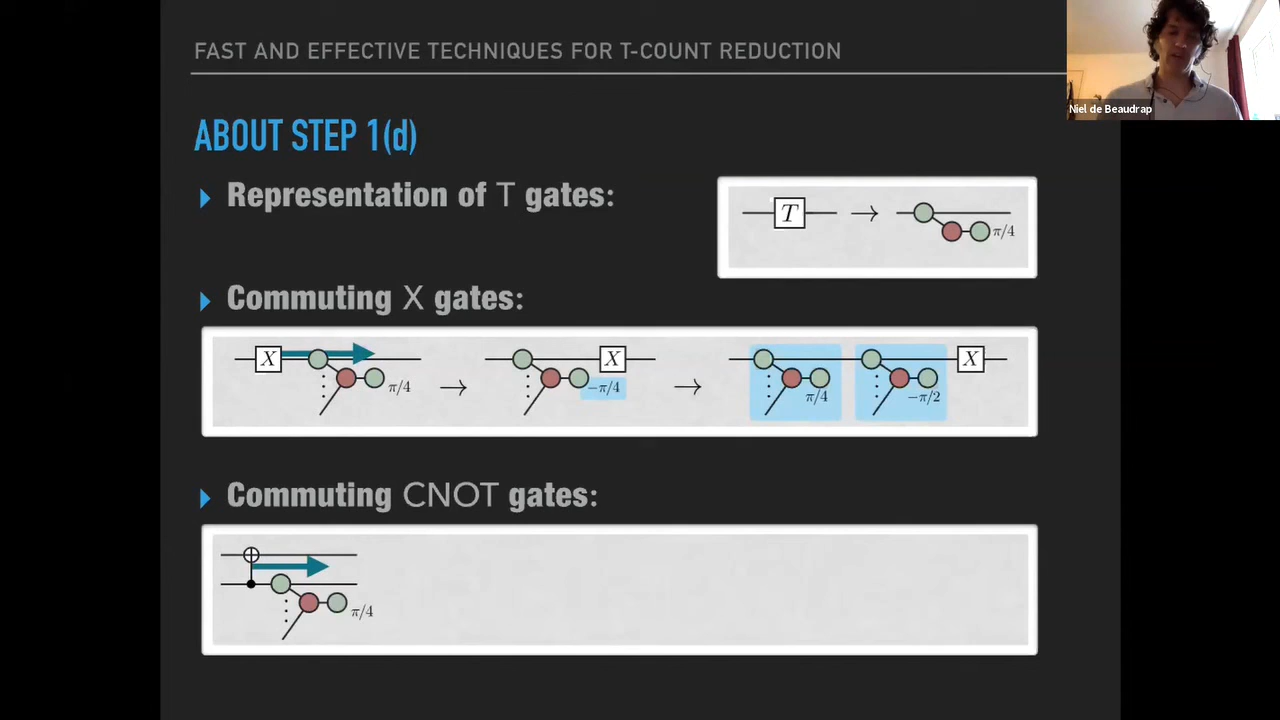 FAST AND EFFECTIVE TECHNIQUES FOR T-COUNT REDUCTION
Niel de Beaudrap
ABOUT STEP 1(d)
Representation of T gates:
T → π/4
Commuting X gates:
X π/4 → X −π/4 → π/4 −π/2 X
Commuting CNOT gates:
π/4